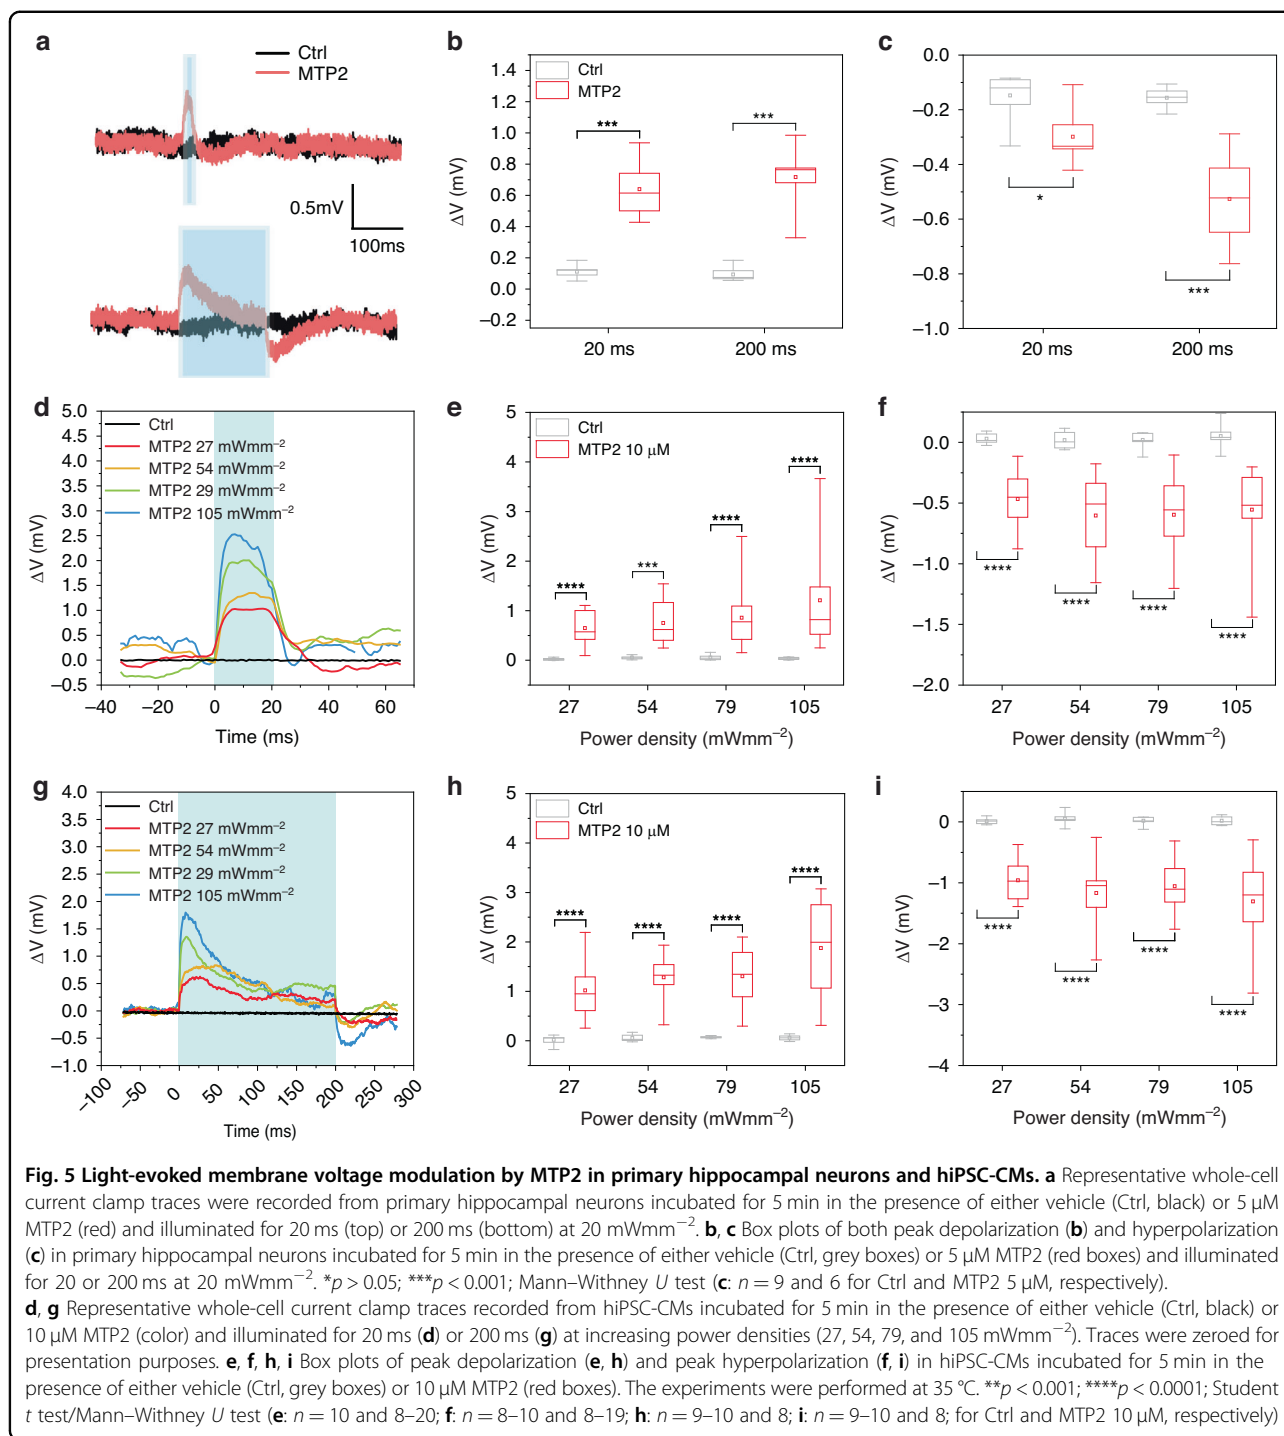 a
Ctrl
MTP2
0.5mV
100ms
b
Ctrl
MTP2
1.4
1.2
1.0
0.8
0.6
0.4
0.2
0.0
−0.2
ΔV (mV)
***
***
20 ms
200 ms
c
0.0
−0.2
−0.4
−0.6
−0.8
−1.0
ΔV (mV)
*
***
20 ms
200 ms
d
5.0
4.5
4.0
3.5
3.0
2.5
2.0
1.5
1.0
0.5
0.0
−0.5
ΔV (mV)
Ctrl
MTP2 27 mWmm⁻²
MTP2 54 mWmm⁻²
MTP2 29 mWmm⁻²
MTP2 105 mWmm⁻²
−40 −20 0 20 40 60
Time (ms)
e
5
4
3
2
1
0
ΔV (mV)
Ctrl
MTP2 10 μM
****
***
****
****
27 54 79 105
Power density (mWmm⁻²)
f
0.0
−0.5
−1.0
−1.5
−2.0
ΔV (mV)
****
****
****
****
27 54 79 105
Power density (mWmm⁻²)
g
4.0
3.5
3.0
2.5
2.0
1.5
1.0
0.5
0.0
−0.5
−1.0
ΔV (mV)
Ctrl
MTP2 27 mWmm⁻²
MTP2 54 mWmm⁻²
MTP2 29 mWmm⁻²
MTP2 105 mWmm⁻²
−100 −50 0 50 100 150 200 250 300
Time (ms)
h
5
4
3
2
1
0
ΔV (mV)
Ctrl
MTP2 10 μM
****
****
****
****
27 54 79 105
Power density (mWmm⁻²)
i
0
−1
−2
−3
−4
ΔV (mV)
****
****
****
****
27 54 79 105
Power density (mWmm⁻²)
Fig. 5 Light-evoked membrane voltage modulation by MTP2 in primary hippocampal neurons and hiPSC-CMs. a Representative whole-cell
current clamp traces were recorded from primary hippocampal neurons incubated for 5 min in the presence of either vehicle (Ctrl, black) or 5 μM
MTP2 (red) and illuminated for 20 ms (top) or 200 ms (bottom) at 20 mWmm⁻². b, c Box plots of both peak depolarization (b) and hyperpolarization
(c) in primary hippocampal neurons incubated for 5 min in the presence of either vehicle (Ctrl, grey boxes) or 5 μM MTP2 (red boxes) and illuminated
for 20 or 200 ms at 20 mWmm⁻². *p > 0.05; ***p < 0.001; Mann–Withney U test (c: n = 9 and 6 for Ctrl and MTP2 5 μM, respectively).
d, g Representative whole-cell current clamp traces recorded from hiPSC-CMs incubated for 5 min in the presence of either vehicle (Ctrl, black) or
10 μM MTP2 (color) and illuminated for 20 ms (d) or 200 ms (g) at increasing power densities (27, 54, 79, and 105 mWmm⁻²). Traces were zeroed for
presentation purposes. e, f, h, i Box plots of peak depolarization (e, h) and peak hyperpolarization (f, i) in hiPSC-CMs incubated for 5 min in the
presence of either vehicle (Ctrl, grey boxes) or 10 μM MTP2 (red boxes). The experiments were performed at 35 °C. **p < 0.001; ****p < 0.0001; Student
t test/Mann–Withney U test (e: n = 10 and 8–20; f: n = 8–10 and 8–19; h: n = 9–10 and 8; i: n = 9–10 and 8; for Ctrl and MTP2 10 μM, respectively)